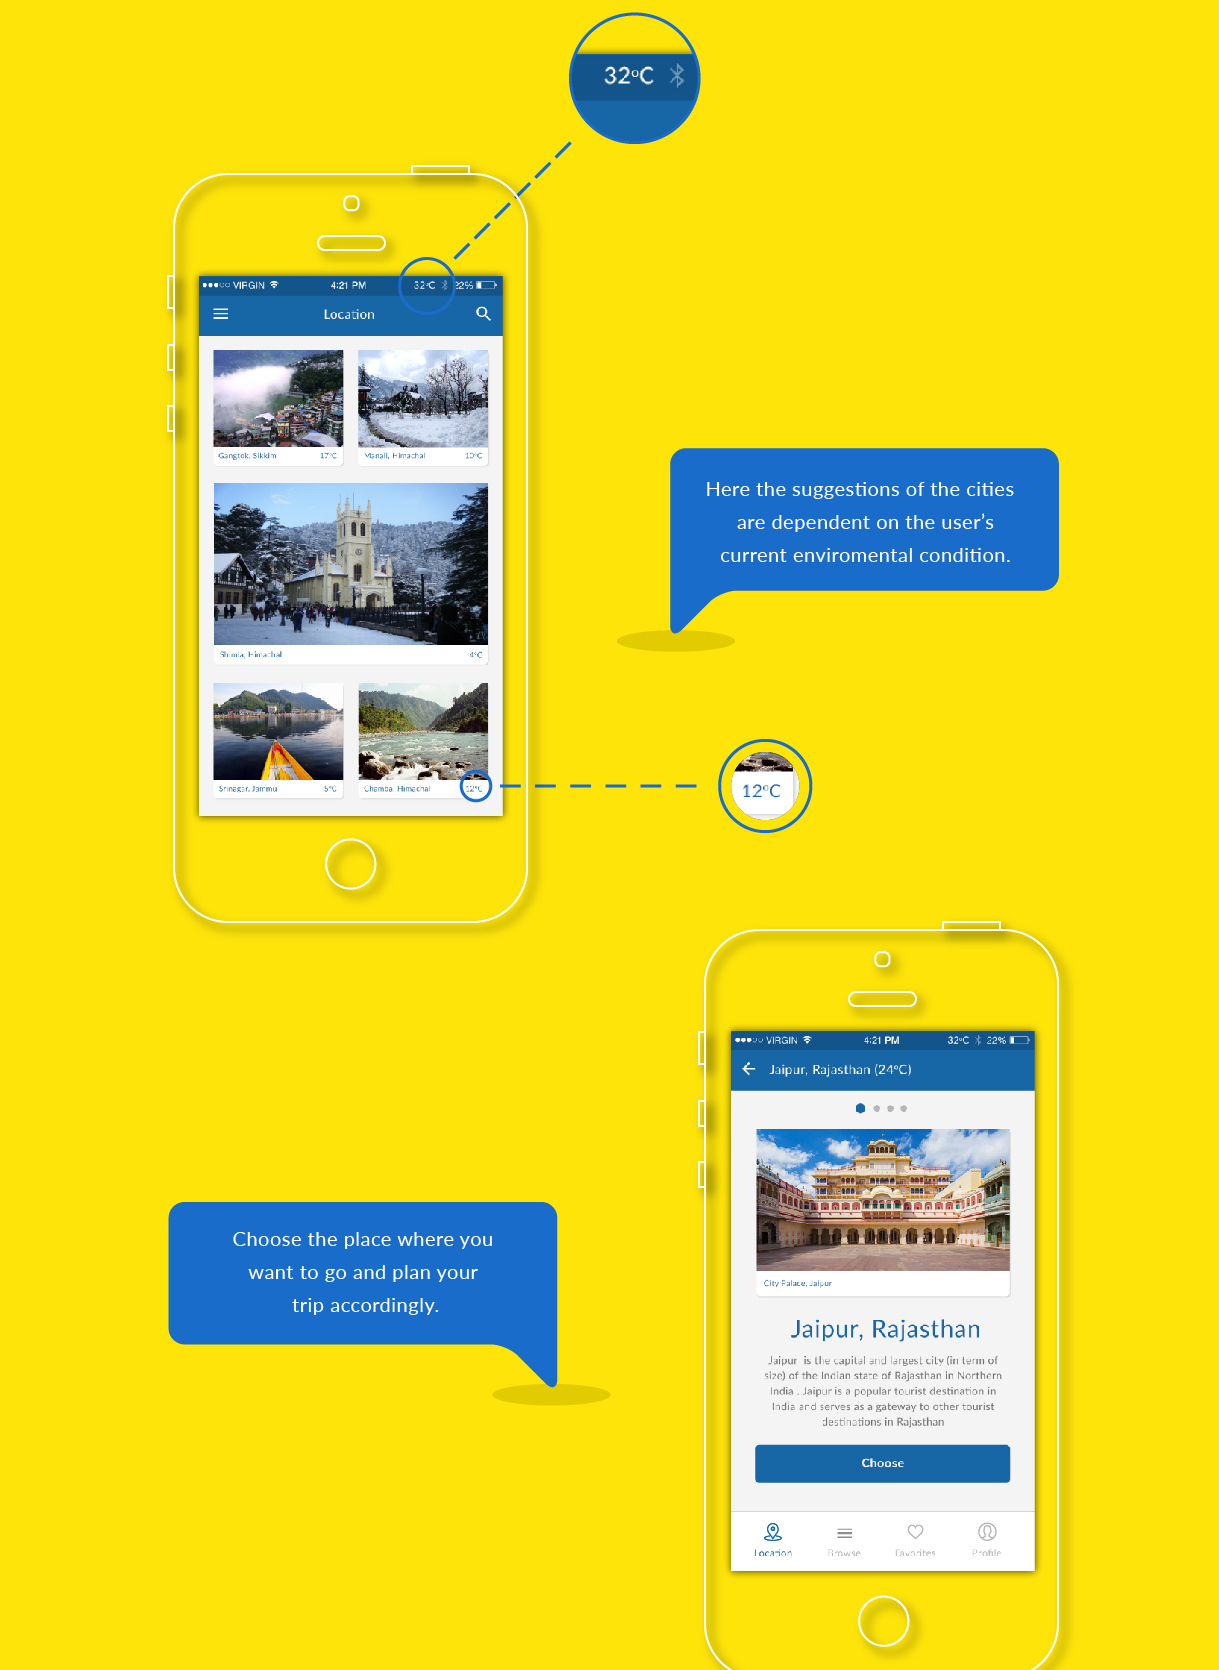 32°C
VIRGIN 4:21 PM 32°C 22%
Location
Gangtok, Sikkim 17°C
Manali, Himachal 10°C
Shimla, Himachal 4°C
Srinagar, Jammu 5°C
Chamba, Himachal 12°C
Here the suggestions of the cities
are dependent on the user’s
current enviromental condition.
12°C
VIRGIN 4:21 PM 32°C 22%
Jaipur, Rajasthan (24°C)
City Palace, Jaipur
Jaipur, Rajasthan
Jaipur is the capital and largest city (in term of
size) of the Indian state of Rajasthan in Northern
India . Jaipur is a popular tourist destination in
India and serves as a gateway to other tourist
destinations in Rajasthan
Choose
Location Browse Favorites Profile
Choose the place where you
want to go and plan your
trip accordingly.